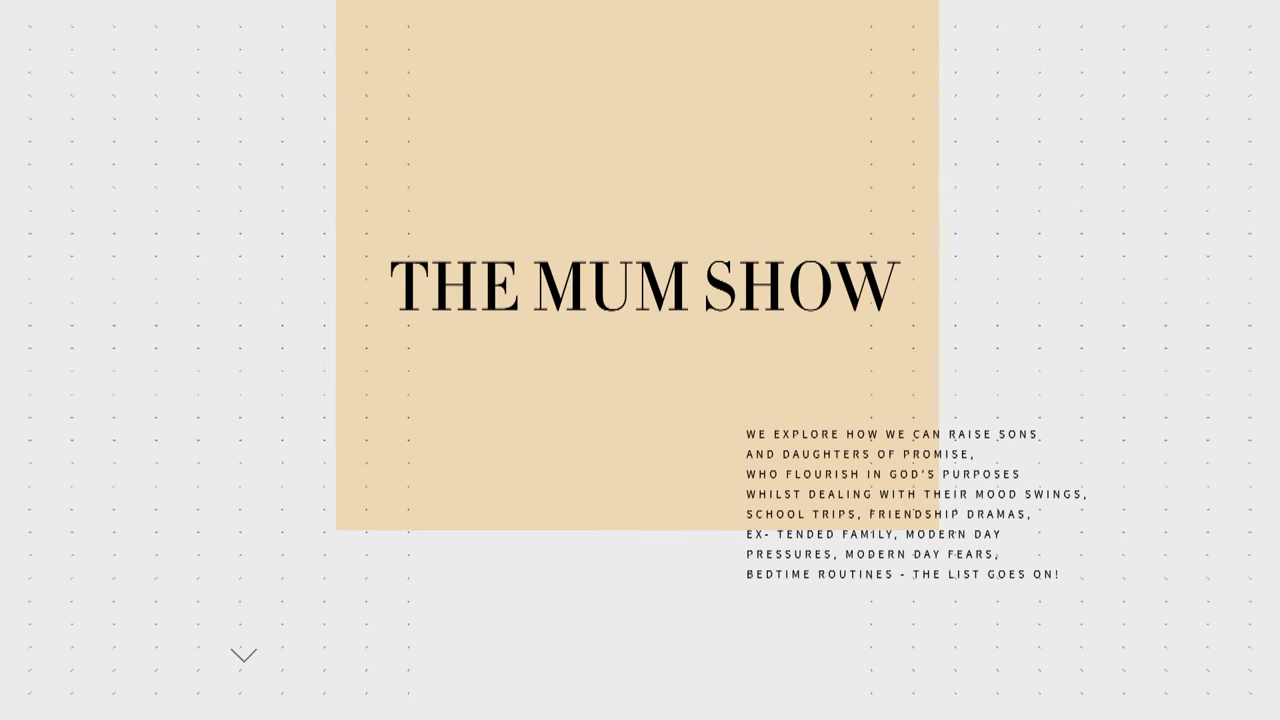 THE MUM SHOW
WE EXPLORE HOW WE CAN RAISE SONS
AND DAUGHTERS OF PROMISE,
WHO FLOURISH IN GOD'S PURPOSES
WHILST DEALING WITH THEIR MOOD SWINGS,
SCHOOL TRIPS, FRIENDSHIP DRAMAS,
EX- TENDED FAMILY, MODERN DAY
PRESSURES, MODERN DAY FEARS,
BEDTIME ROUTINES - THE LIST GOES ON!